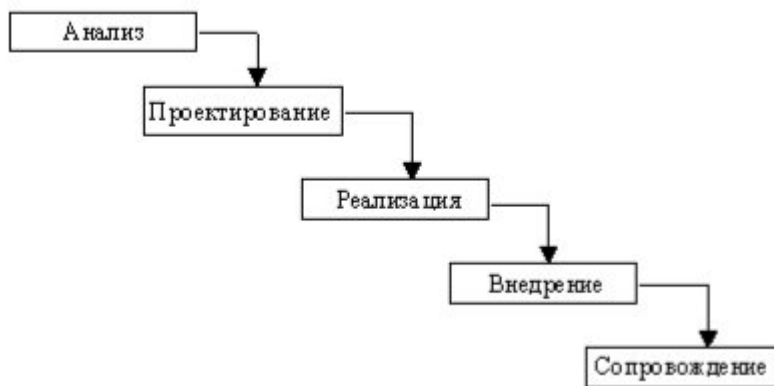 Анализ
Проектирование
Реализация
Внедрение
Сопровождение